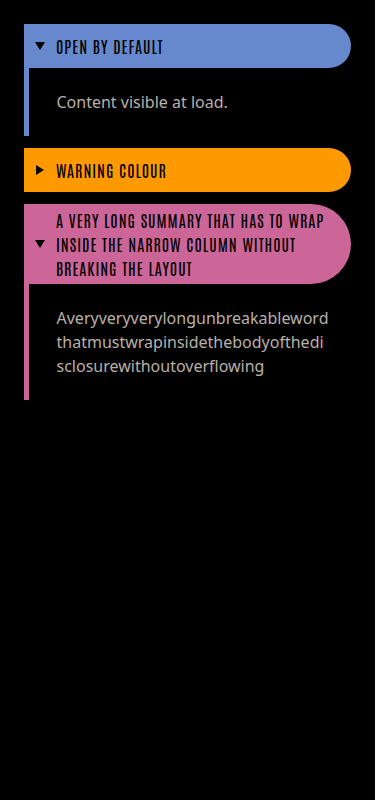 OPEN BY DEFAULT
Content visible at load.
WARNING COLOUR
A VERY LONG SUMMARY THAT HAS TO WRAP
INSIDE THE NARROW COLUMN WITHOUT
BREAKING THE LAYOUT
Averyveryverylongunbreakableword
thatmustwrapinsidethebodyofthedi
sclosurewithoutoverflowing